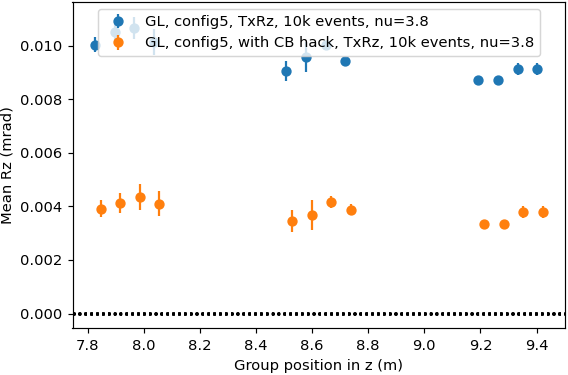 GL, config5, TxRz, 10k events, nu=3.8
GL, config5, with CB hack, TxRz, 10k events, nu=3.8
Mean Rz (mrad)
0.010
0.008
0.006
0.004
0.002
0.000
7.8 8.0 8.2 8.4 8.6 8.8 9.0 9.2 9.4
Group position in z (m)